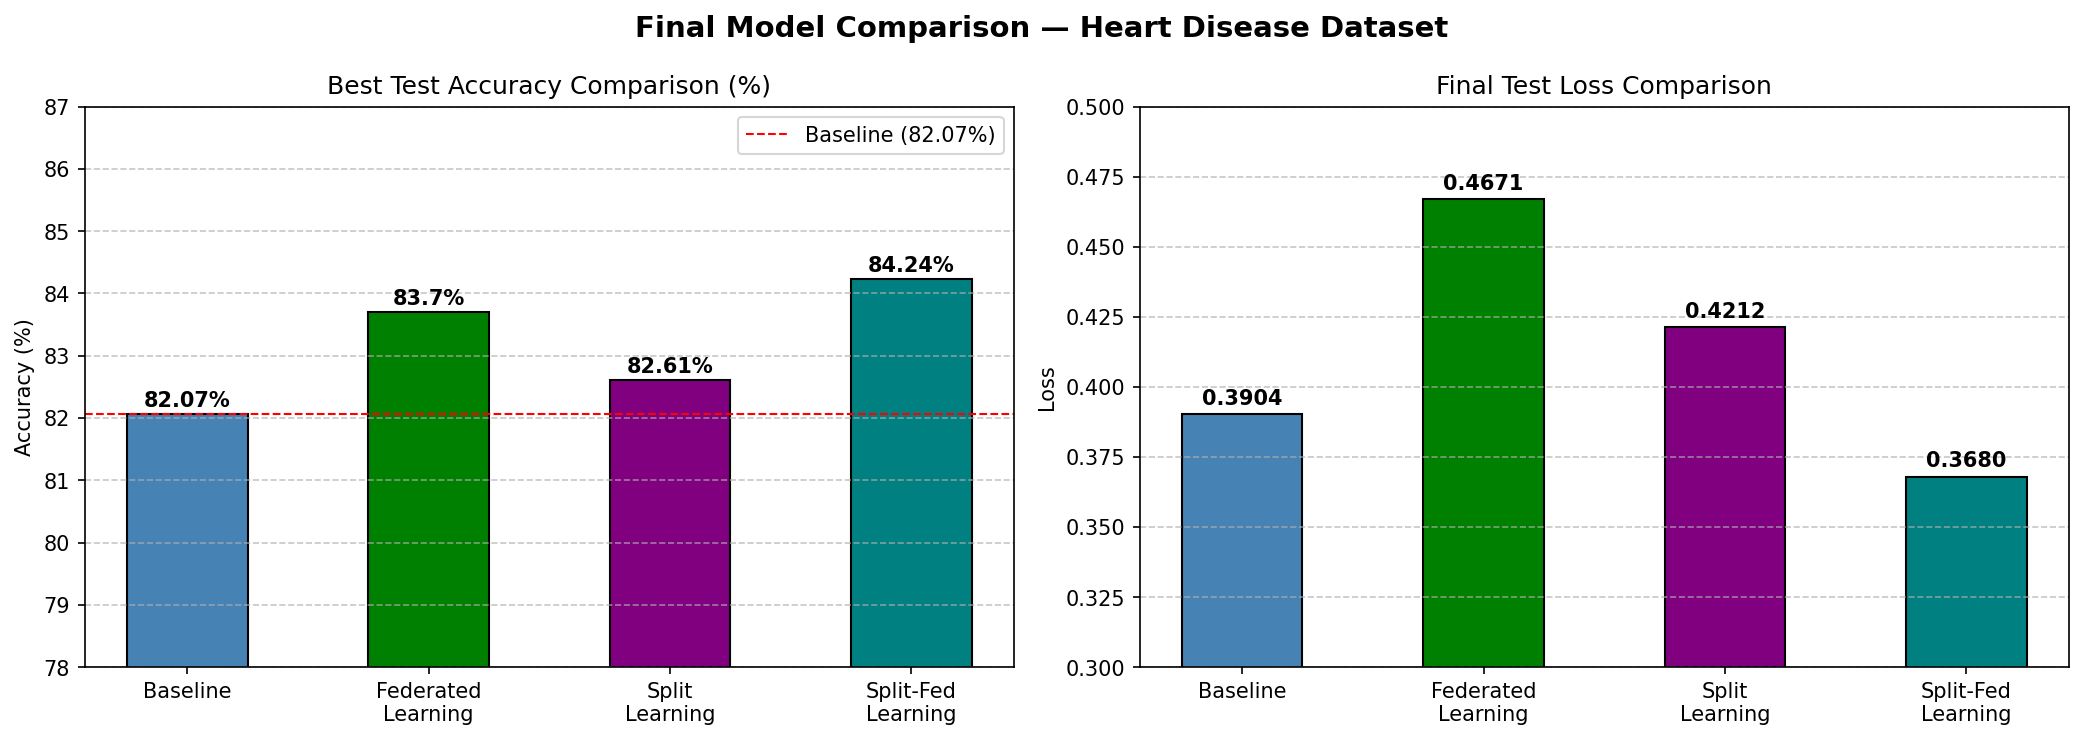 Final Model Comparison — Heart Disease Dataset
Best Test Accuracy Comparison (%)
Accuracy (%)
87
86
85
84
83
82
81
80
79
78
Baseline (82.07%)
82.07%
83.7%
82.61%
84.24%
Baseline
Federated
Learning
Split
Learning
Split-Fed
Learning
Final Test Loss Comparison
Loss
0.500
0.475
0.450
0.425
0.400
0.375
0.350
0.325
0.300
0.3904
0.4671
0.4212
0.3680
Baseline
Federated
Learning
Split
Learning
Split-Fed
Learning